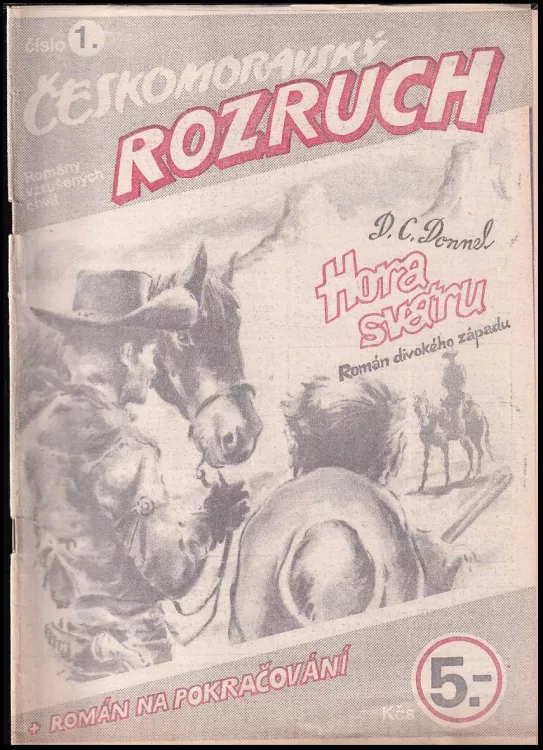 číslo 1.
ČESKOMORAVSKÝ
ROZRUCH
Romány
vzrušených
chvil
D. C. Donnel
Hora
svárů
Román divokého západu
+ ROMÁN NA POKRAČOVÁNÍ
Kčs 5.-